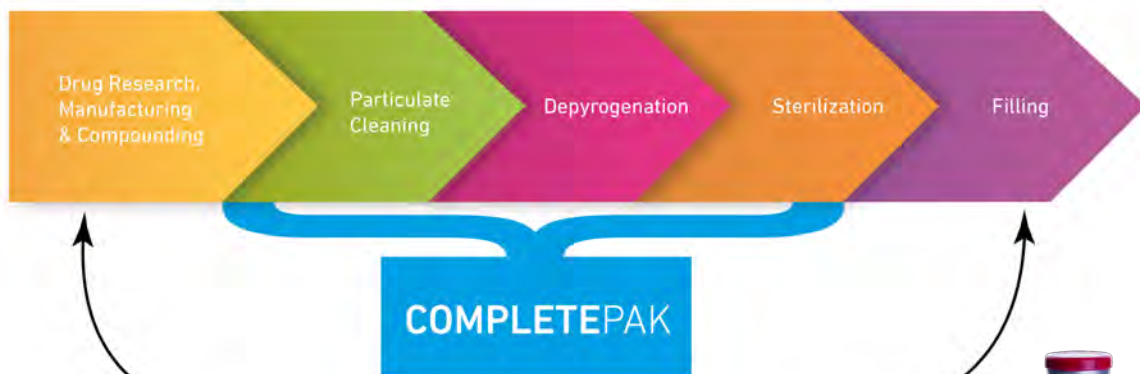 Drug Research,
Manufacturing
& Compounding
Particulate
Cleaning
Depyrogenation
Sterilization
Filling
COMPLETEPAK